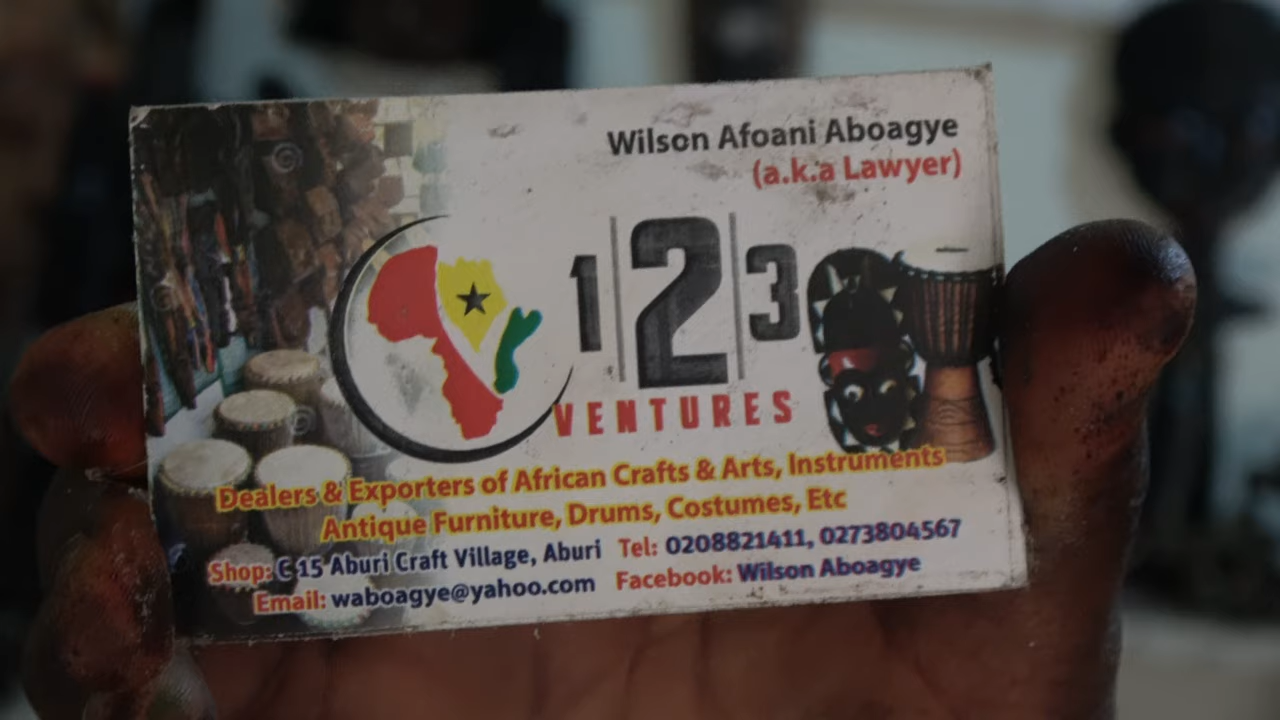 Wilson Afoani Aboagye
(a.k.a Lawyer)
1|2|3
VENTURES
Dealers & Exporters of African Crafts & Arts, Instruments
Antique Furniture, Drums, Costumes, Etc
Shop: C 15 Aburi Craft Village, Aburi Tel: 0208821411, 0273804567
Email: waboagye@yahoo.com Facebook: Wilson Aboagye